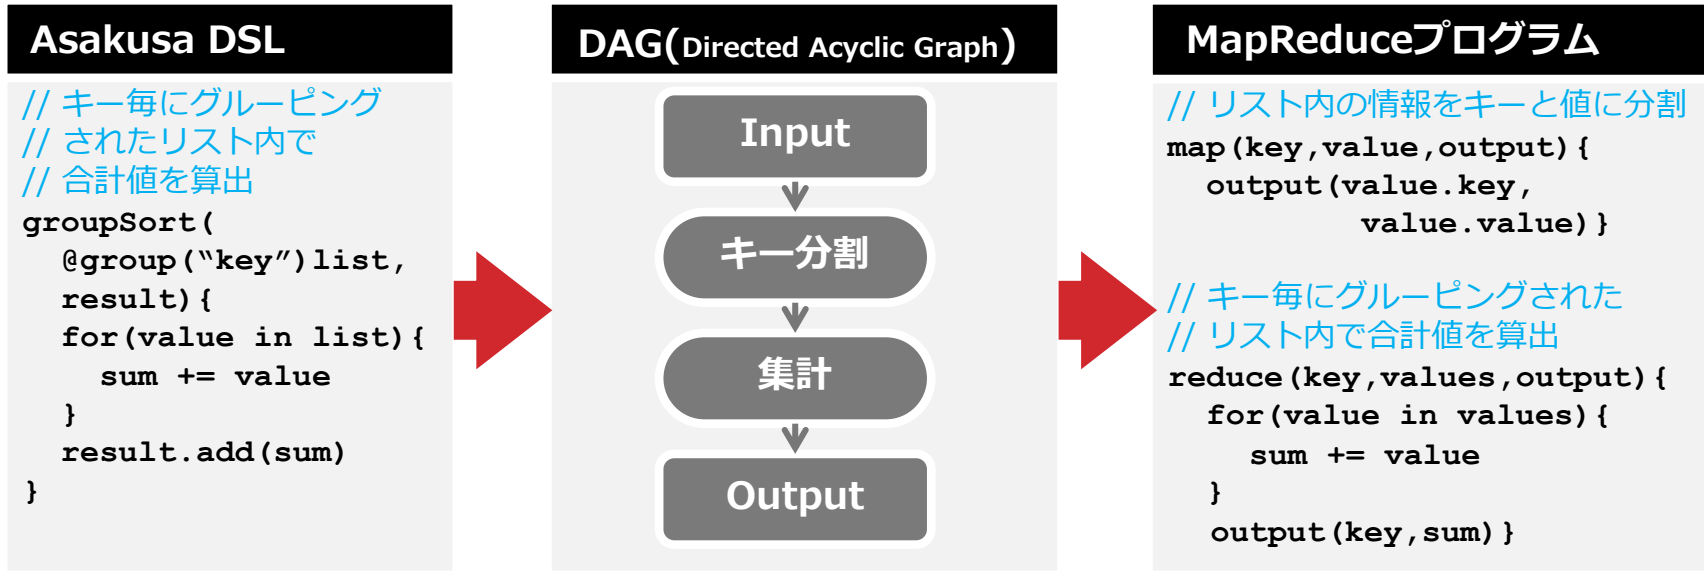 Asakusa DSL
// キー毎にグルーピング
// されたリスト内で
// 合計値を算出
groupSort(
@group(“key”)list,
result){
for(value in list){
sum += value
}
result.add(sum)
}
DAG(Directed Acyclic Graph)
Input
キー分割
集計
Output
MapReduceプログラム
// リスト内の情報をキーと値に分割
map(key,value,output){
output(value.key,
value.value)}
// キー毎にグルーピングされた
// リスト内で合計値を算出
reduce(key,values,output){
for(value in values){
sum += value
}
output(key,sum)}